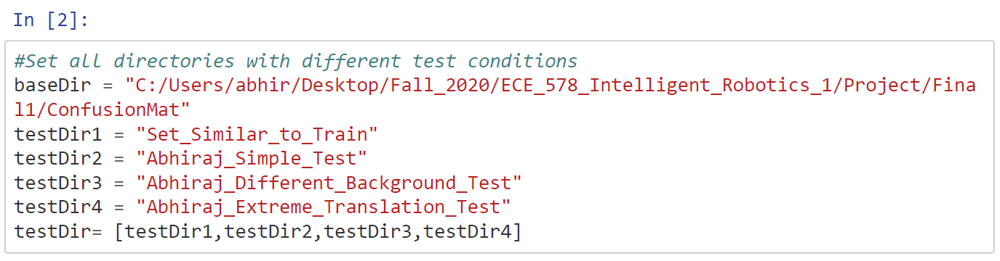 In [2]:
#Set all directories with different test conditions
baseDir = "C:/Users/abhir/Desktop/Fall_2020/ECE_578_Intelligent_Robotics_1/Project/Fina
l1/ConfusionMat"
testDir1 = "Set_Similar_to_Train"
testDir2 = "Abhiraj_Simple_Test"
testDir3 = "Abhiraj_Different_Background_Test"
testDir4 = "Abhiraj_Extreme_Translation_Test"
testDir= [testDir1,testDir2,testDir3,testDir4]